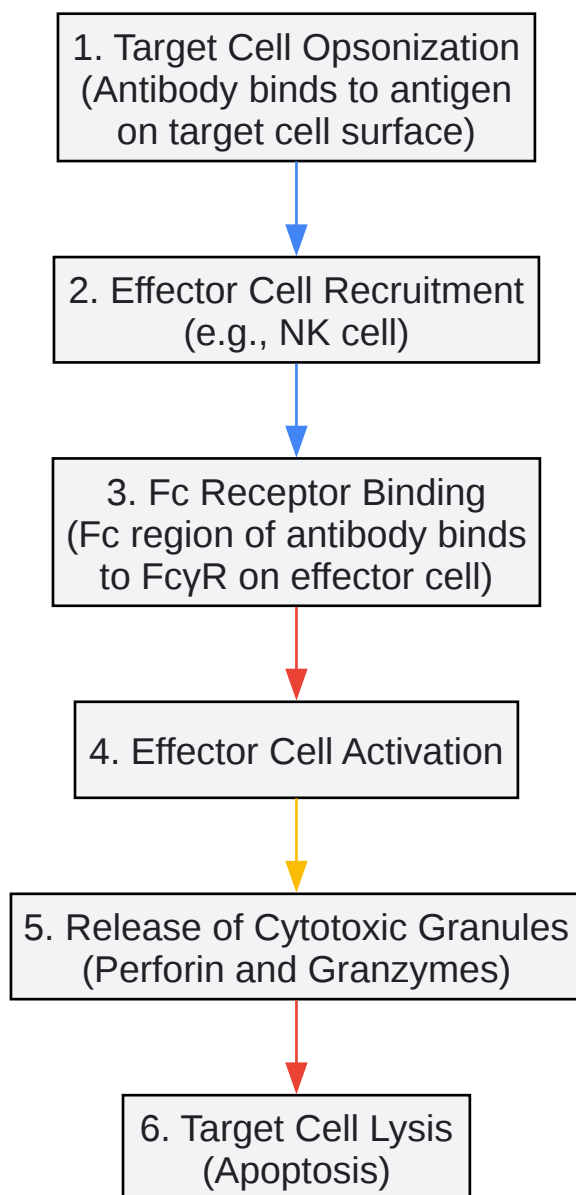 1. Target Cell Opsonization
(Antibody binds to antigen
on target cell surface)
2. Effector Cell Recruitment
(e.g., NK cell)
3. Fc Receptor Binding
(Fc region of antibody binds
to FcγR on effector cell)
4. Effector Cell Activation
5. Release of Cytotoxic Granules
(Perforin and Granzymes)
6. Target Cell Lysis
(Apoptosis)